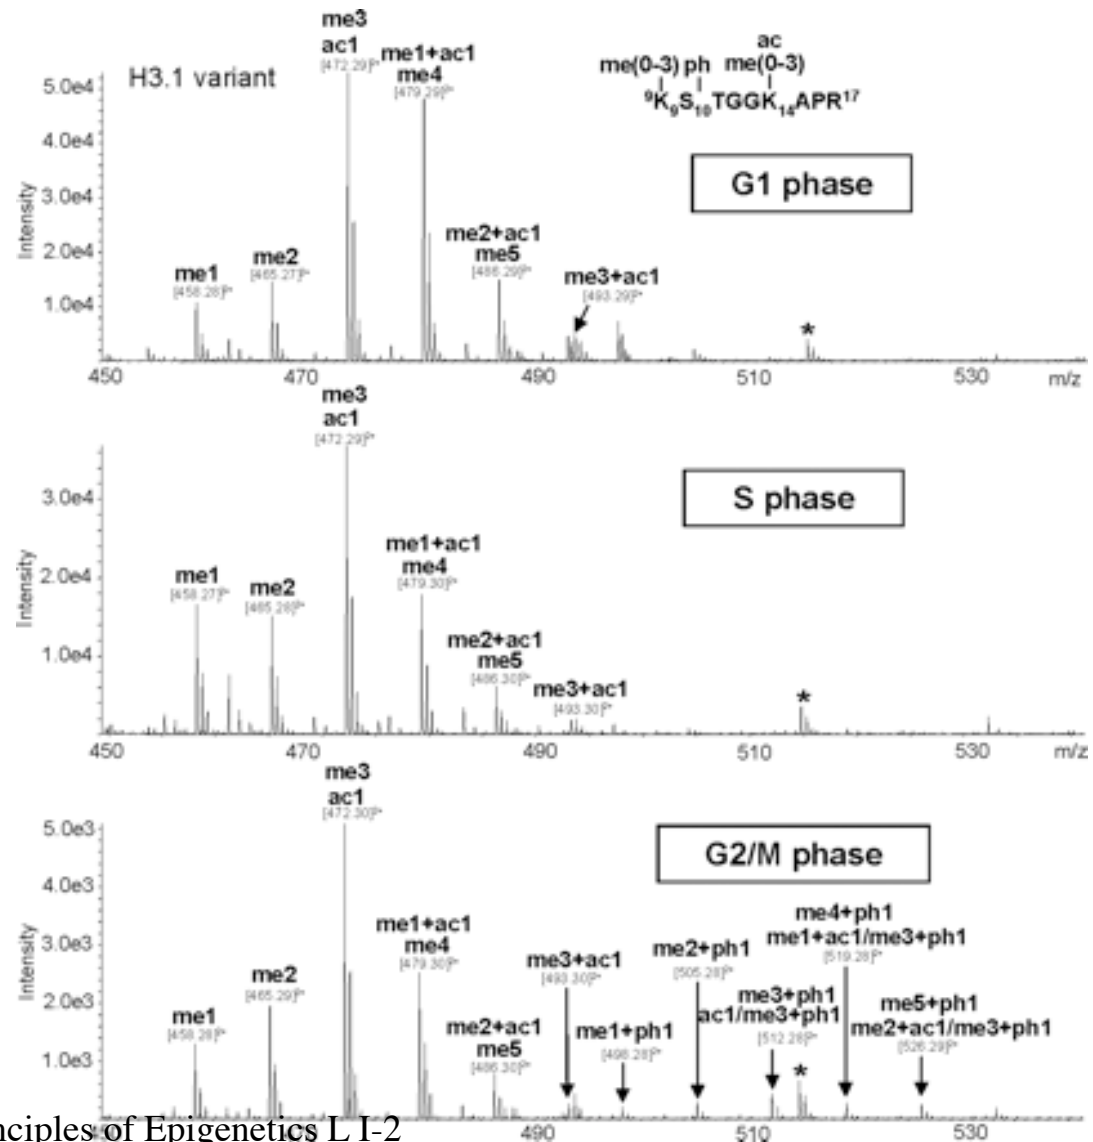 me3
ac1
[472.29]²⁺
me1+ac1
me4
[479.29]²⁺
H3.1 variant
ac
me(0-3) ph me(0-3)
⁹K₉S₁₀TGGK₁₄APR¹⁷
G1 phase
5.0e4
4.0e4
3.0e4
2.0e4
1.0e4
Intensity
me1
[458.28]²⁺
me2
[465.27]²⁺
me2+ac1
me5
[486.29]²⁺
me3+ac1
[493.29]²⁺
*
450 470 490 510 530 m/z
me3
ac1
[472.29]²⁺
S phase
3.0e4
2.0e4
1.0e4
Intensity
me1
[458.27]²⁺
me2
[465.28]²⁺
me1+ac1
me4
[479.30]²⁺
me2+ac1
me5
[486.30]²⁺
me3+ac1
[493.30]²⁺
*
450 470 490 510 530 m/z
me3
ac1
[472.30]²⁺
G2/M phase
5.0e3
4.0e3
3.0e3
2.0e3
1.0e3
Intensity
me1
[458.28]²⁺
me2
[465.29]²⁺
me1+ac1
me4
[479.30]²⁺
me2+ac1
me5
[486.30]²⁺
me3+ac1
[493.30]²⁺
me1+ph1
[498.28]²⁺
me2+ph1
[505.28]²⁺
me3+ph1
ac1/me3+ph1
[512.28]²⁺
*
me4+ph1
me1+ac1/me3+ph1
[519.28]²⁺
me5+ph1
me2+ac1/me3+ph1
[526.29]²⁺
490 510 530
nciples of Epigenetics L I-2